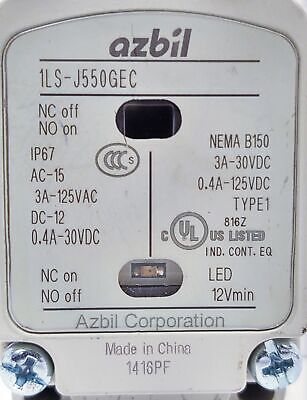 azbil
1LS-J550GEC
NC off
NO on
IP67
AC-15
3A-125VAC
DC-12
0.4A-30VDC
CCC S
NEMA B150
3A-30VDC
0.4A-125VDC
TYPE1
C UL US LISTED
816Z
IND. CONT. EQ
NC on
NO off
LED
12Vmin
Azbil Corporation
Made in China
1416PF